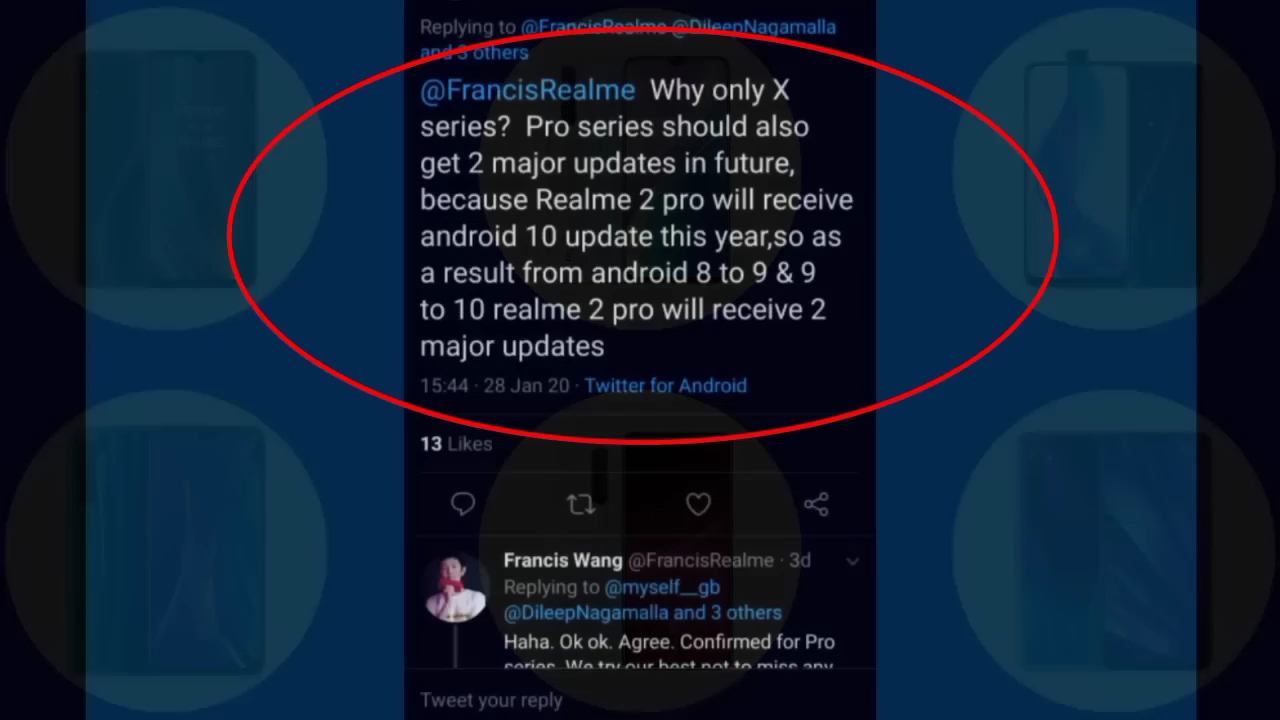 Replying to @FrancisRealme @DileepNagamalla
and 3 others
@FrancisRealme Why only X
series? Pro series should also
get 2 major updates in future,
because Realme 2 pro will receive
android 10 update this year,so as
a result from android 8 to 9 & 9
to 10 realme 2 pro will receive 2
major updates
15:44 · 28 Jan 20 · Twitter for Android
13 Likes
Francis Wang @FrancisRealme · 3d
Replying to @myself__gb
@DileepNagamalla and 3 others
Haha. Ok ok. Agree. Confirmed for Pro
series. We try our best not to miss any
Tweet your reply